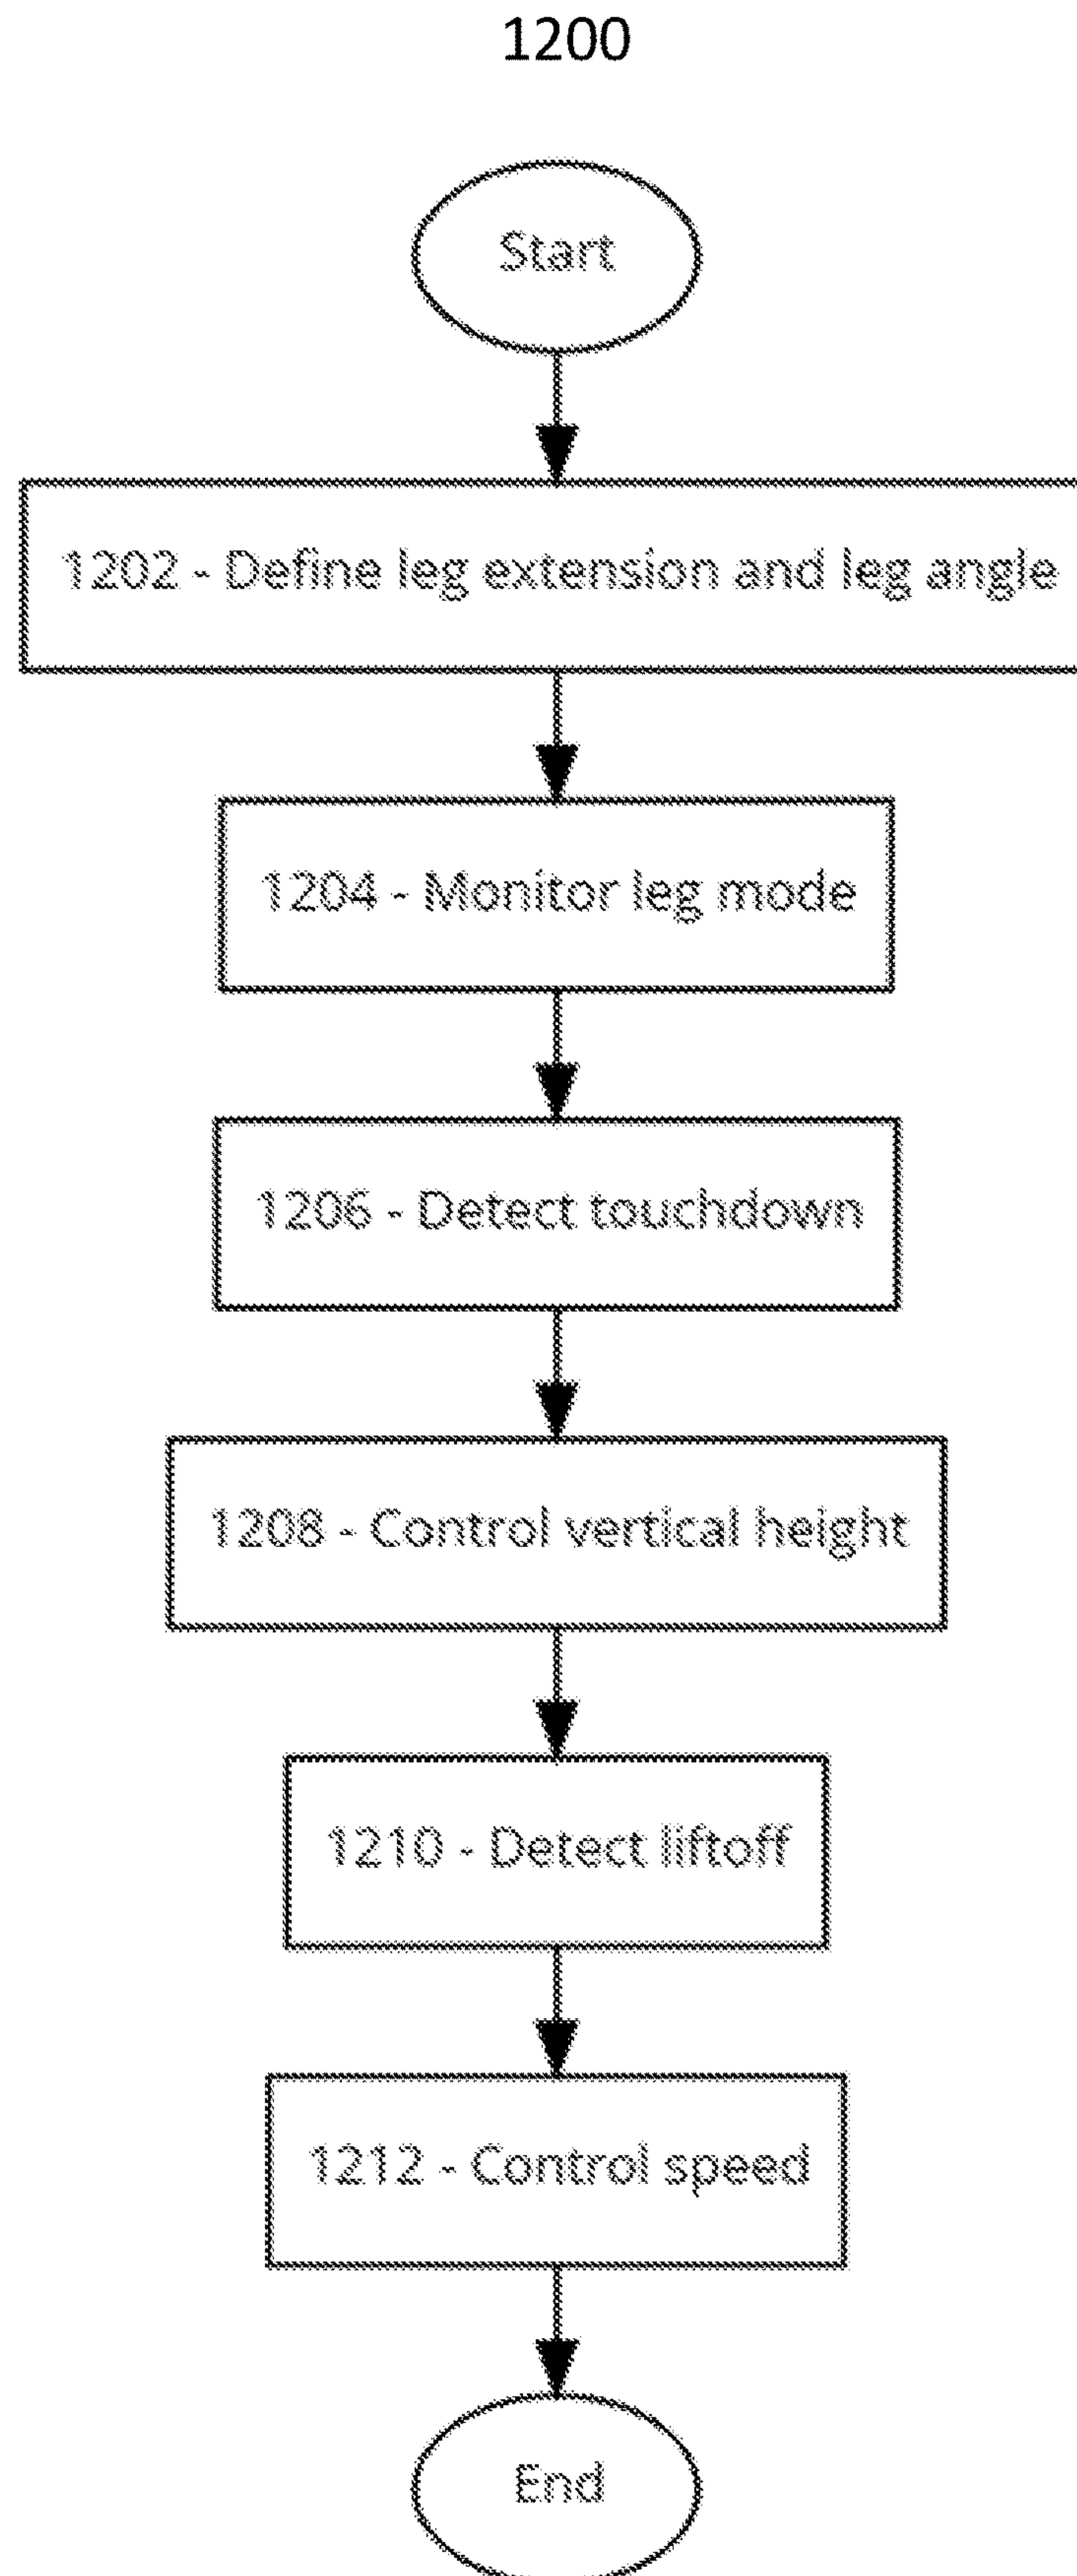 1200
Start
1202 - Define leg extension and leg angle
1204 - Monitor leg mode
1206 - Detect touchdown
1208 - Control vertical height
1210 - Detect liftoff
1212 - Control speed
End